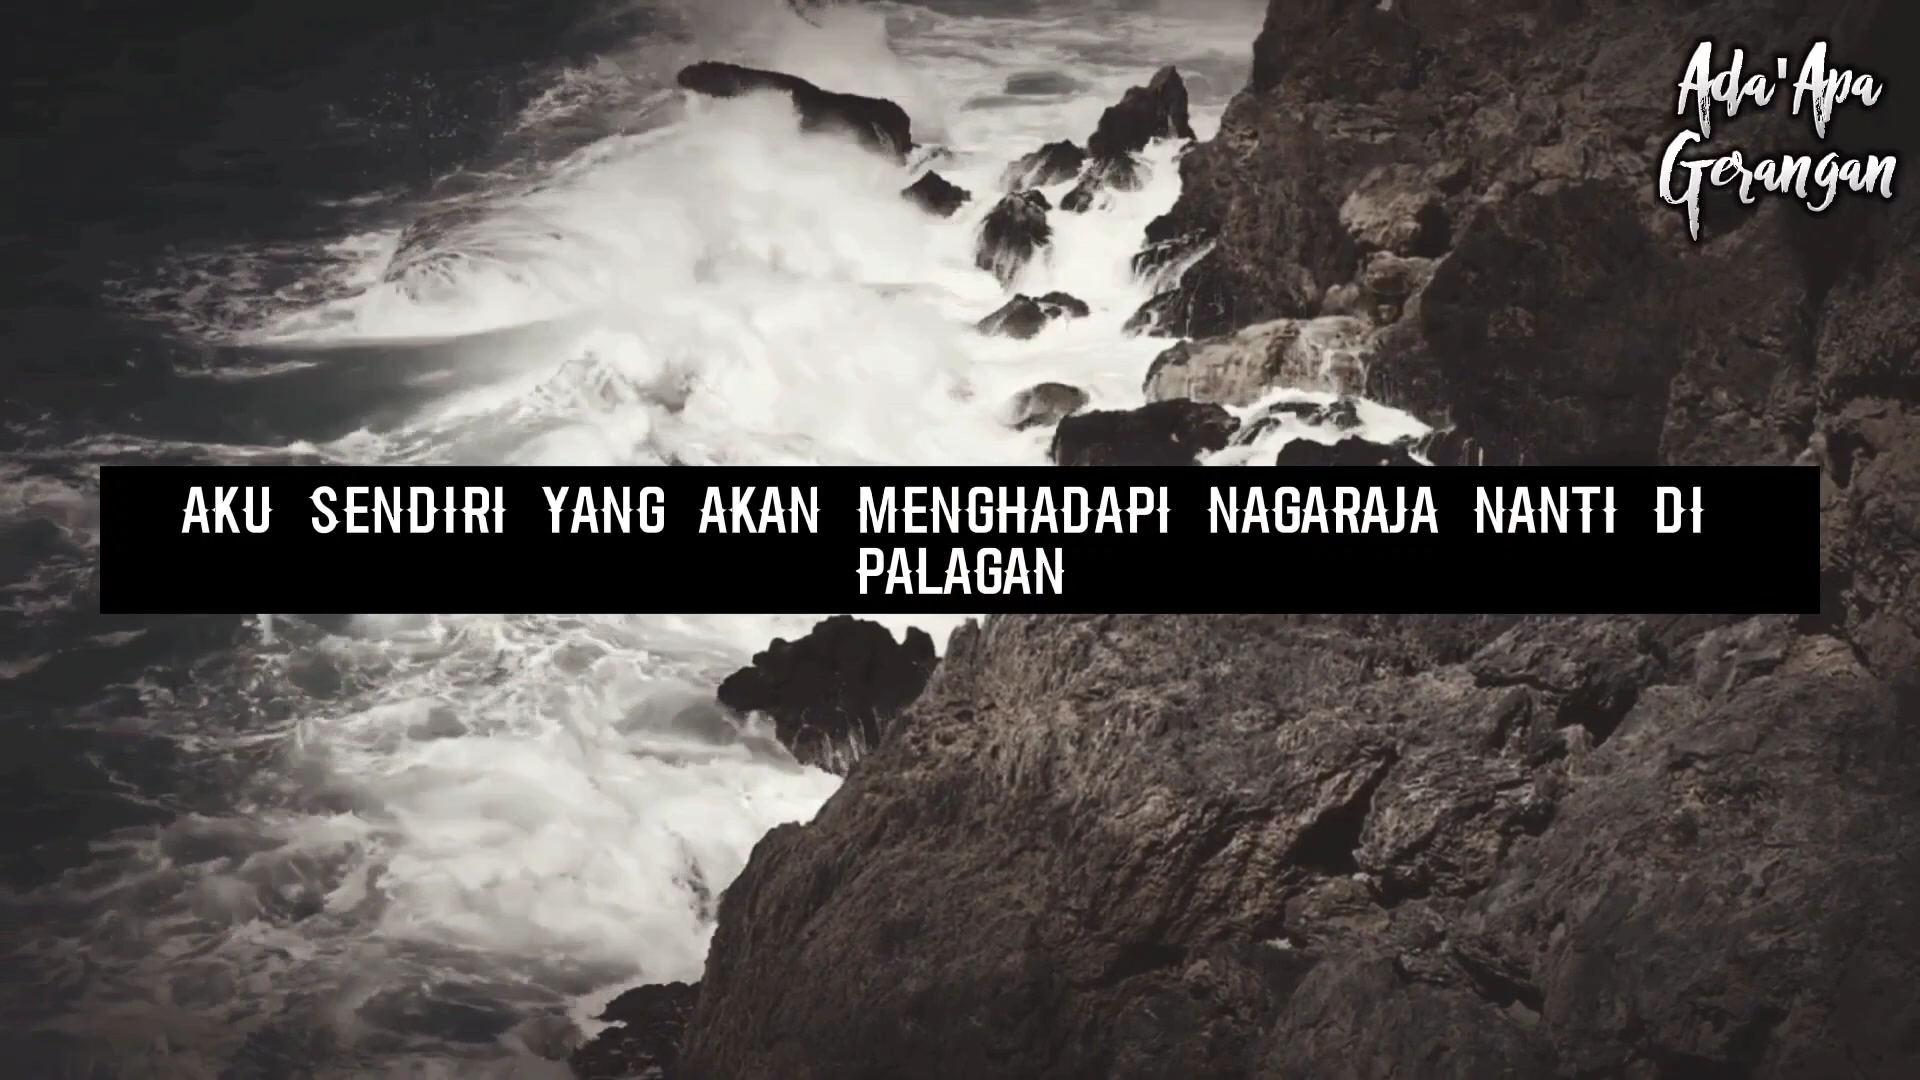 Ada'Apa
Gerangan
AKU SENDIRI YANG AKAN MENGHADAPI NAGARAJA NANTI DI
PALAGAN